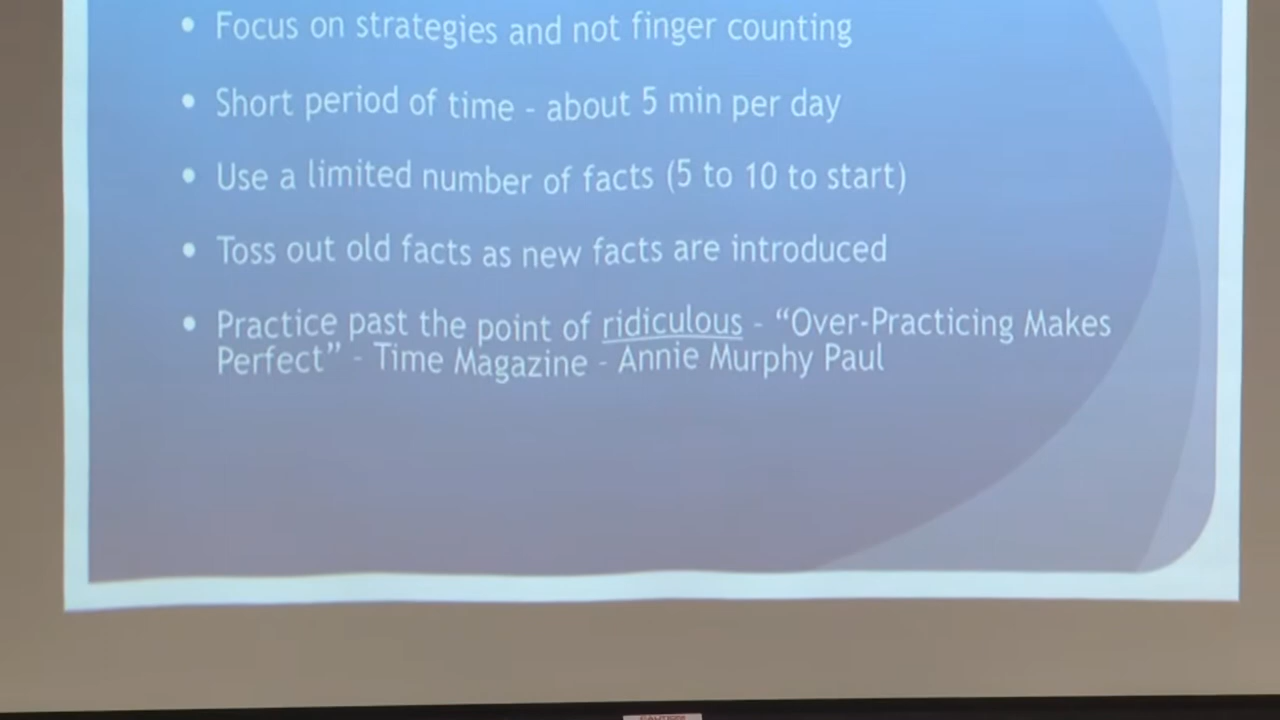 • Focus on strategies and not finger counting
• Short period of time - about 5 min per day
• Use a limited number of facts (5 to 10 to start)
• Toss out old facts as new facts are introduced
• Practice past the point of ridiculous - “Over-Practicing Makes
Perfect” - Time Magazine - Annie Murphy Paul